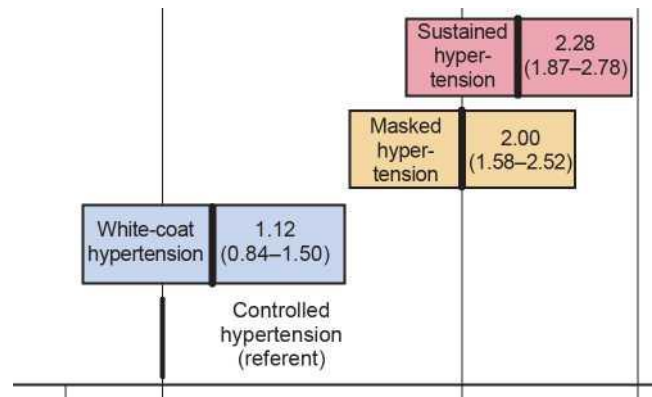 Sustained
hyper-
tension
2.28
(1.87–2.78)
Masked
hyper-
tension
2.00
(1.58–2.52)
White-coat
hypertension
1.12
(0.84–1.50)
Controlled
hypertension
(referent)